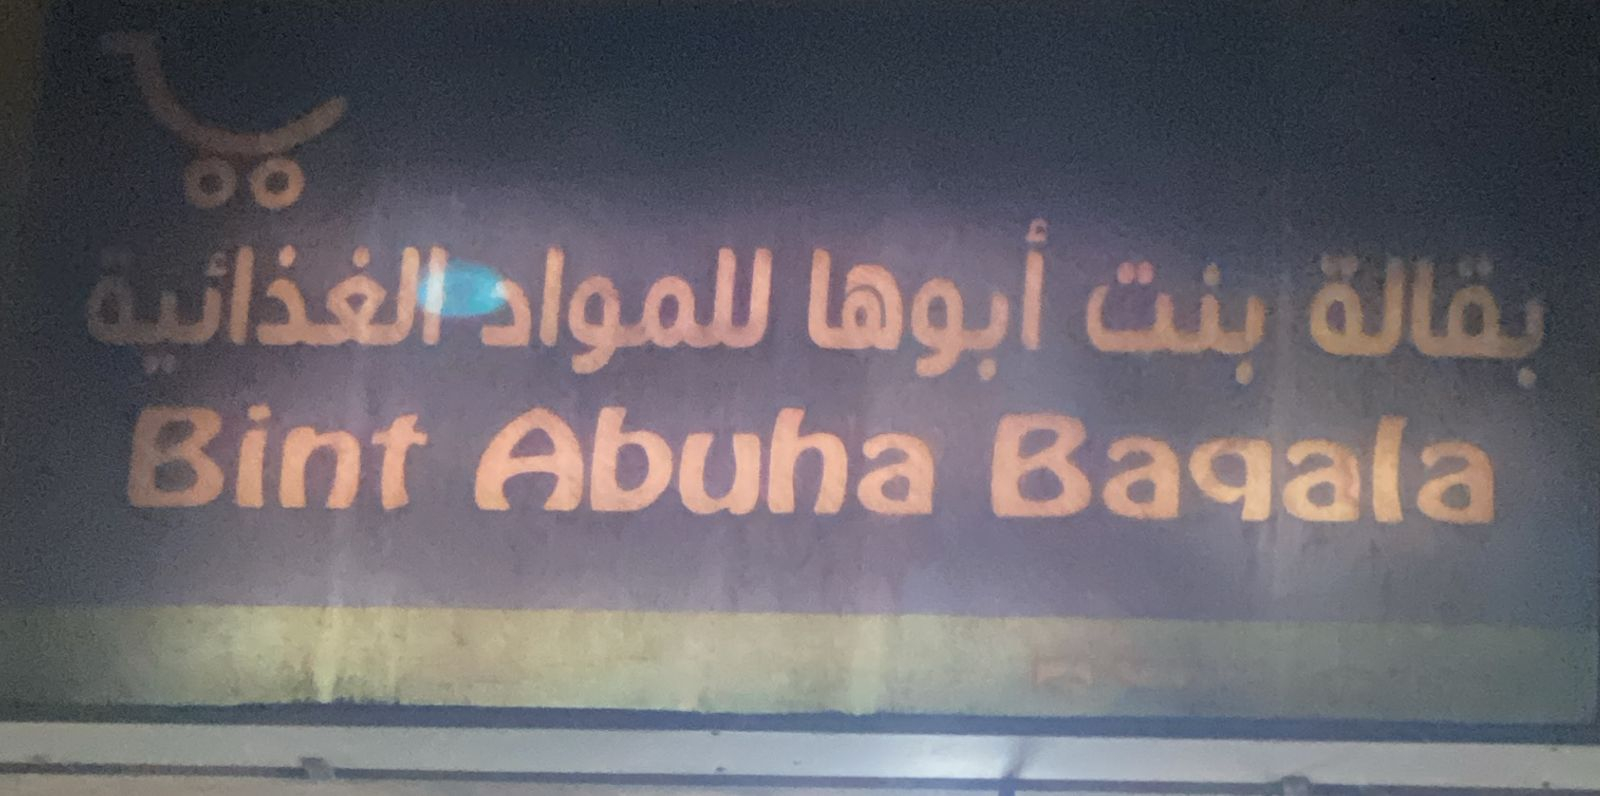 بقالة بنت أبوها للمواد الغذائية
Bint Abuha Baqala